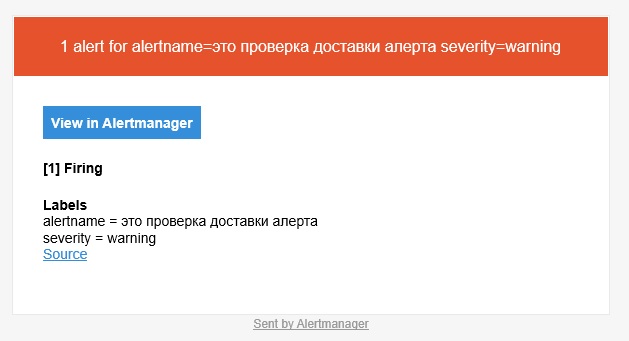 1 alert for alertname=это проверка доставки алерта severity=warning
View in Alertmanager
[1] Firing
Labels
alertname = это проверка доставки алерта
severity = warning
Source
Sent by Alertmanager